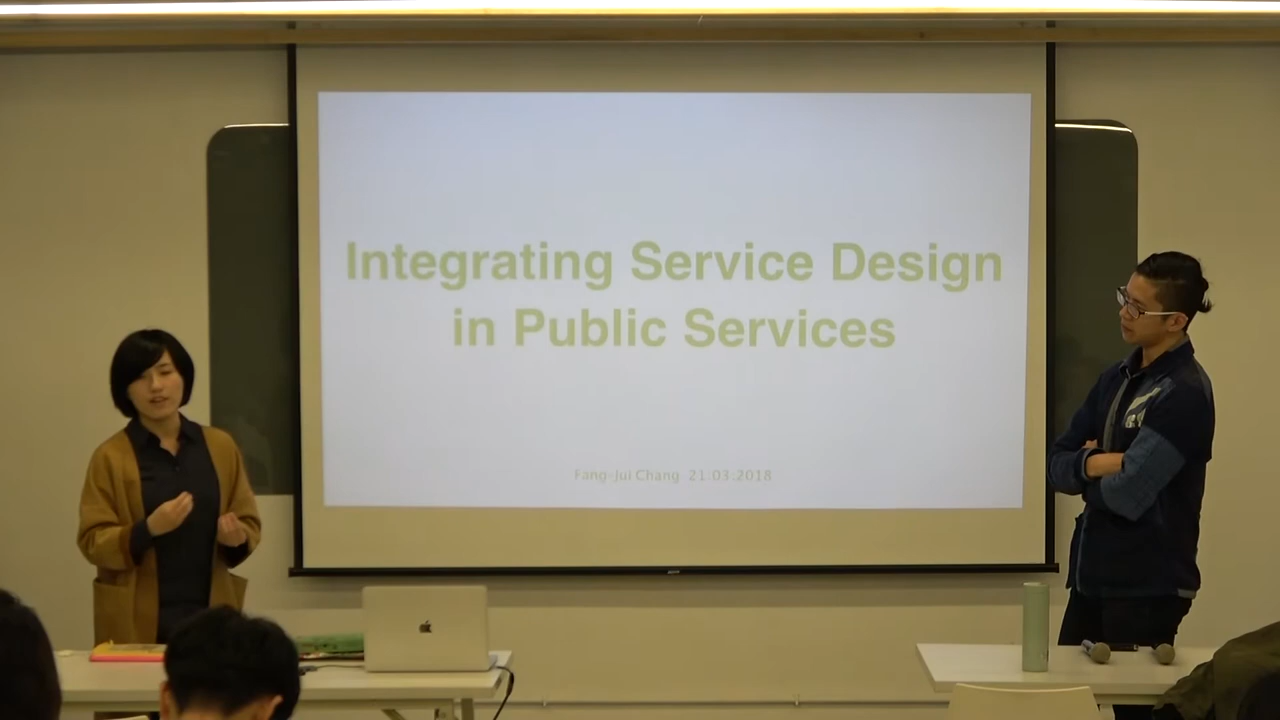 Integrating Service Design
in Public Services
Fang-Jui Chang 21.03.2018